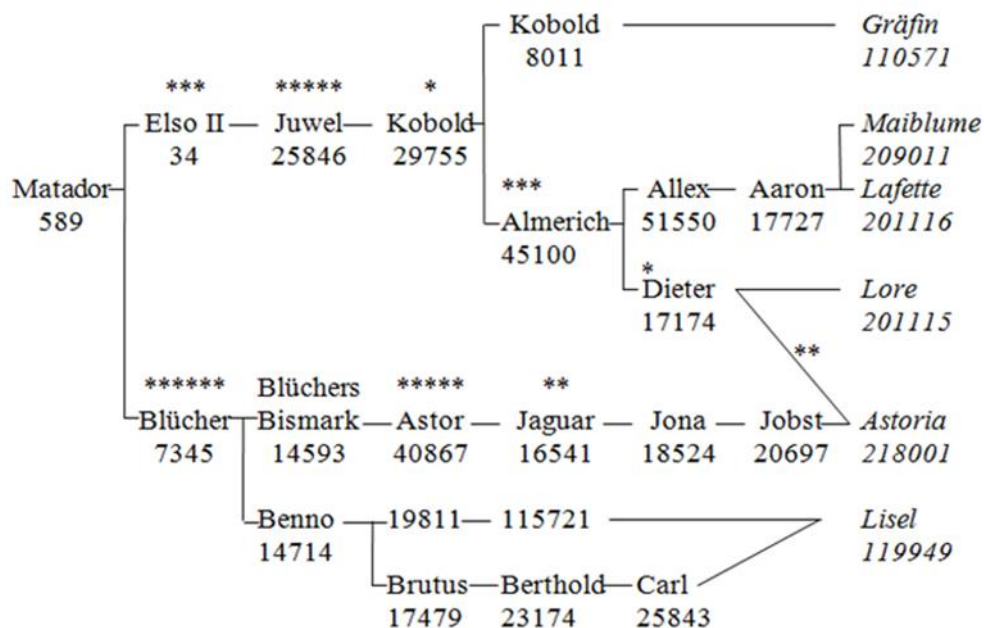 Kobold Gräfin
8011 110571
*** ***** *
Elso II Juwel Kobold Maiblume
34 25846 29755 209011
Matador *** Allex Aaron Lafette
589 Almerich 51550 17727 201116
45100
*
Dieter Lore
17174 201115
**
****** Blüchers ***** **
Blücher Bismark Astor Jaguar Jona Jobst Astoria
7345 14593 40867 16541 18524 20697 218001
Benno 19811 115721 Lisel
14714 119949
Brutus Berthold Carl
17479 23174 25843